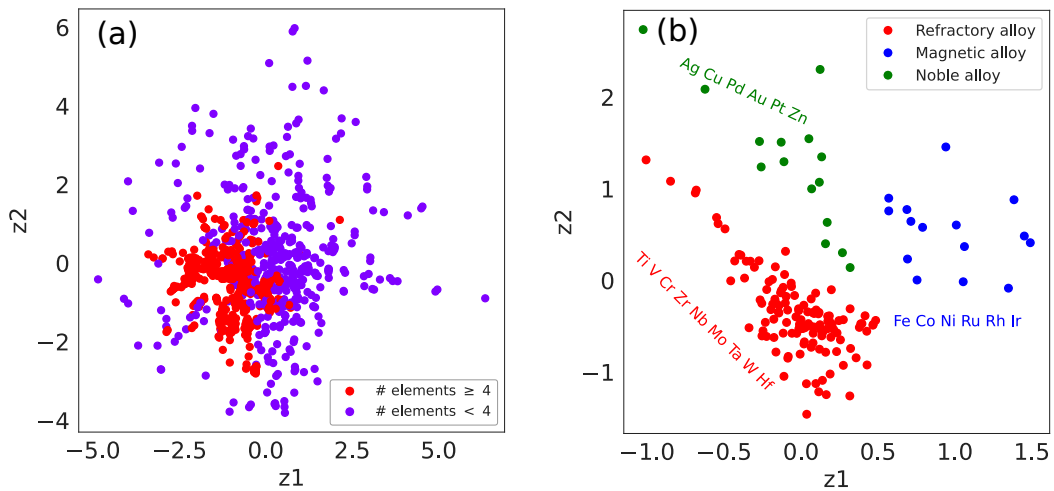 (a)
6
4
2
0
−2
−4
z2
−5.0 −2.5 0.0 2.5 5.0
z1
# elements ≥ 4
# elements < 4
(b)
Refractory alloy
Magnetic alloy
Noble alloy
Ag Cu Pd Au Pt Zn
Ti V Cr Zr Nb Mo Ta W Hf
Fe Co Ni Ru Rh Ir
2
1
0
−1
z2
−1.0 −0.5 0.0 0.5 1.0 1.5
z1